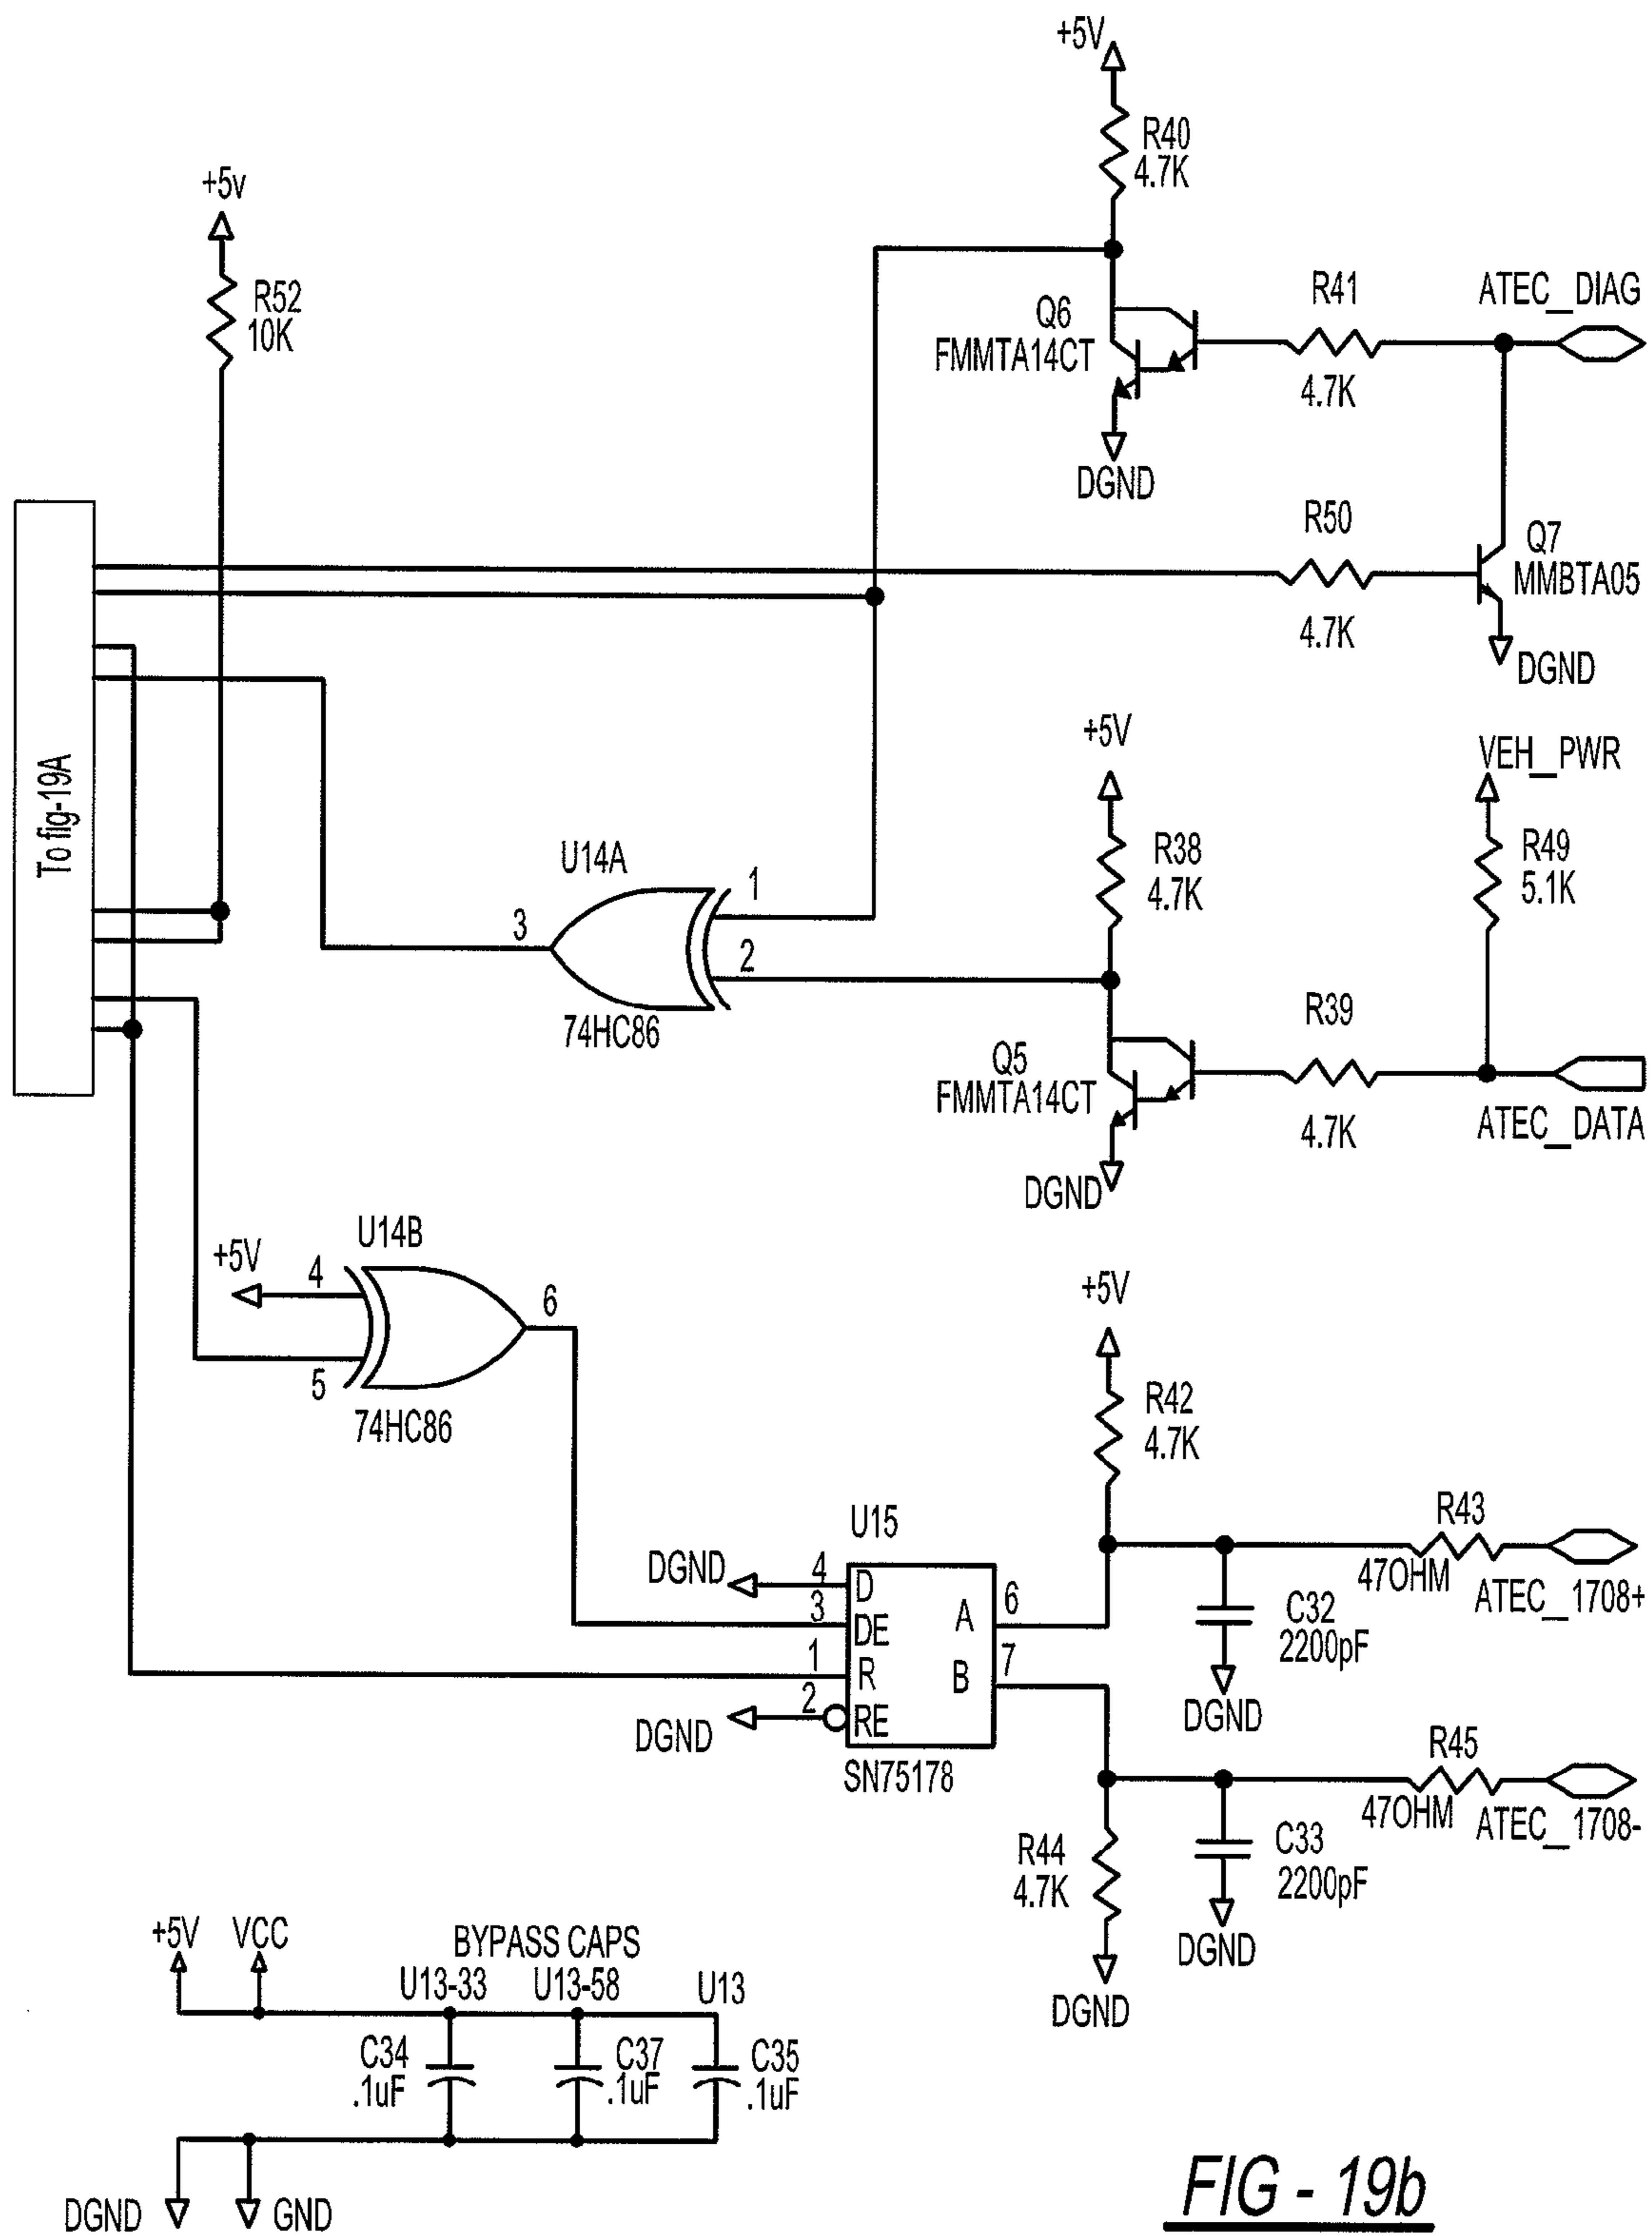 +5V
R40
4.7K
+5v
R52
10K
Q6
FMMTA14CT
R41
4.7K
ATEC_DIAG
DGND
R50
4.7K
Q7
MMBTA05
DGND
To fig-19A
+5V
R38
4.7K
VEH_PWR
R49
5.1K
U14A
1
2
3
74HC86
Q5
FMMTA14CT
R39
4.7K
ATEC_DATA
DGND
U14B
+5V
4
5
6
74HC86
+5V
R42
4.7K
U15
DGND
4
D
3
DE
1
R
2
RE
DGND
A
6
B
7
SN75178
R43
47OHM
ATEC_1708+
C32
2200pF
DGND
R45
47OHM
ATEC_1708-
R44
4.7K
C33
2200pF
DGND
DGND
+5V
VCC
BYPASS CAPS
U13-33
U13-58
U13
C34
.1uF
C37
.1uF
C35
.1uF
DGND
GND
FIG - 19b